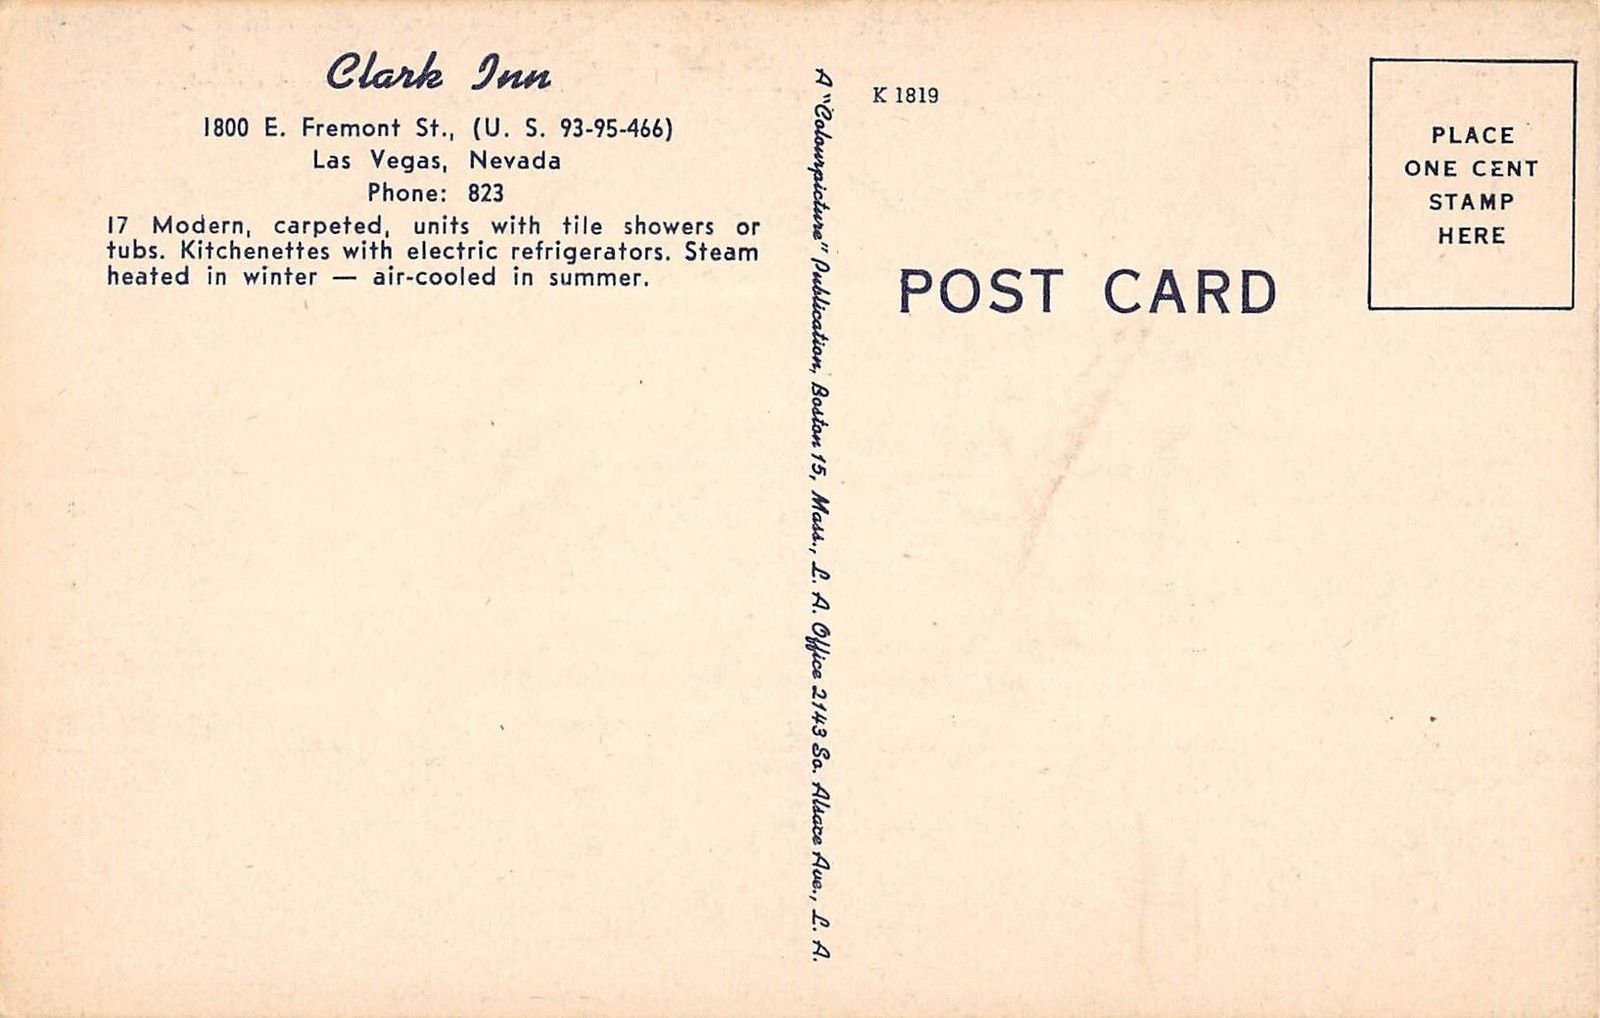 Clark Inn
1800 E. Fremont St., (U. S. 93-95-466)
Las Vegas, Nevada
Phone: 823
17 Modern, carpeted, units with tile showers or
tubs. Kitchenettes with electric refrigerators. Steam
heated in winter — air-cooled in summer.
A "Colourpicture" Publication, Boston 15, Mass., L. A. Office 2143 So. Alsace Ave., L. A.
K 1819
POST CARD
PLACE
ONE CENT
STAMP
HERE